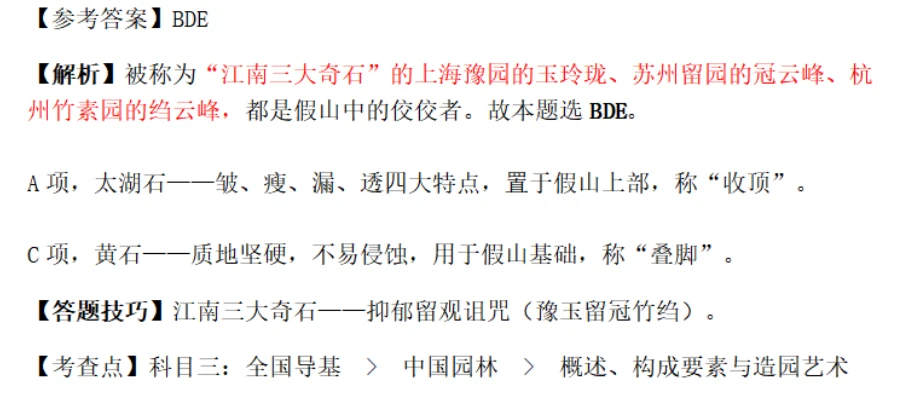 【参考答案】BDE
【解析】被称为“江南三大奇石”的上海豫园的玉玲珑、苏州留园的冠云峰、杭
州竹素园的绉云峰，都是假山中的佼佼者。故本题选 BDE。
A 项，太湖石——皱、瘦、漏、透四大特点，置于假山上部，称“收顶”。
C 项，黄石——质地坚硬，不易侵蚀，用于假山基础，称“叠脚”。
【答题技巧】江南三大奇石——抑郁留观诅咒（豫玉留冠竹绉）。
【考查点】科目三：全国导基 > 中国园林 > 概述、构成要素与造园艺术